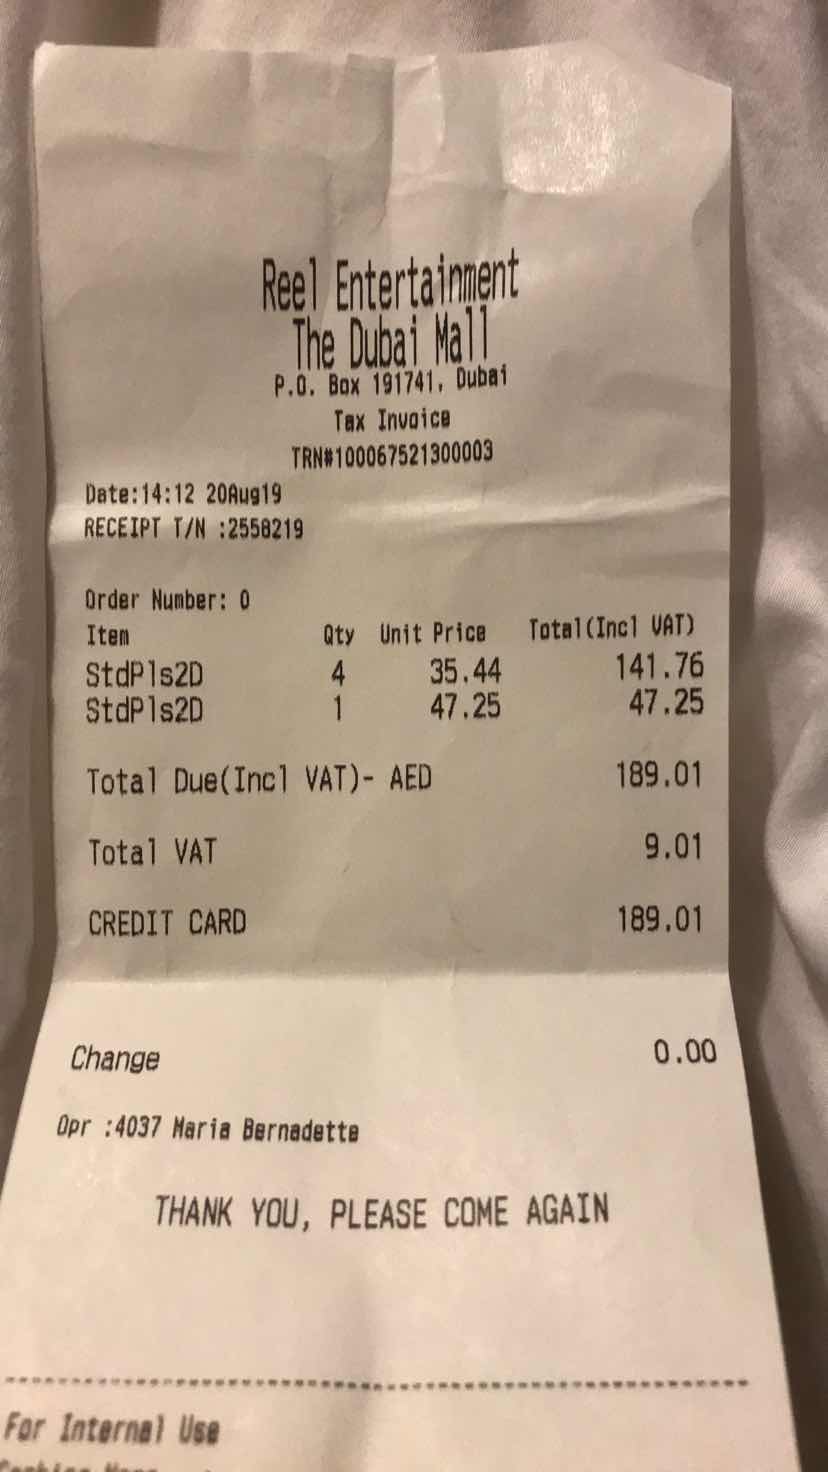 Reel Entertainment
The Dubai Mall
P.O. Box 191741, Dubai
Tax Invoice
TRN#100067521300003
Date:14:12 20Aug19
RECEIPT T/N :2558219
Order Number: 0
Item Qty Unit Price Total(Incl VAT)
StdPls2D 4 35.44 141.76
StdPls2D 1 47.25 47.25
Total Due(Incl VAT)- AED 189.01
Total VAT 9.01
CREDIT CARD 189.01
Change 0.00
Opr :4037 Maria Bernadette
THANK YOU, PLEASE COME AGAIN
For Internal Use